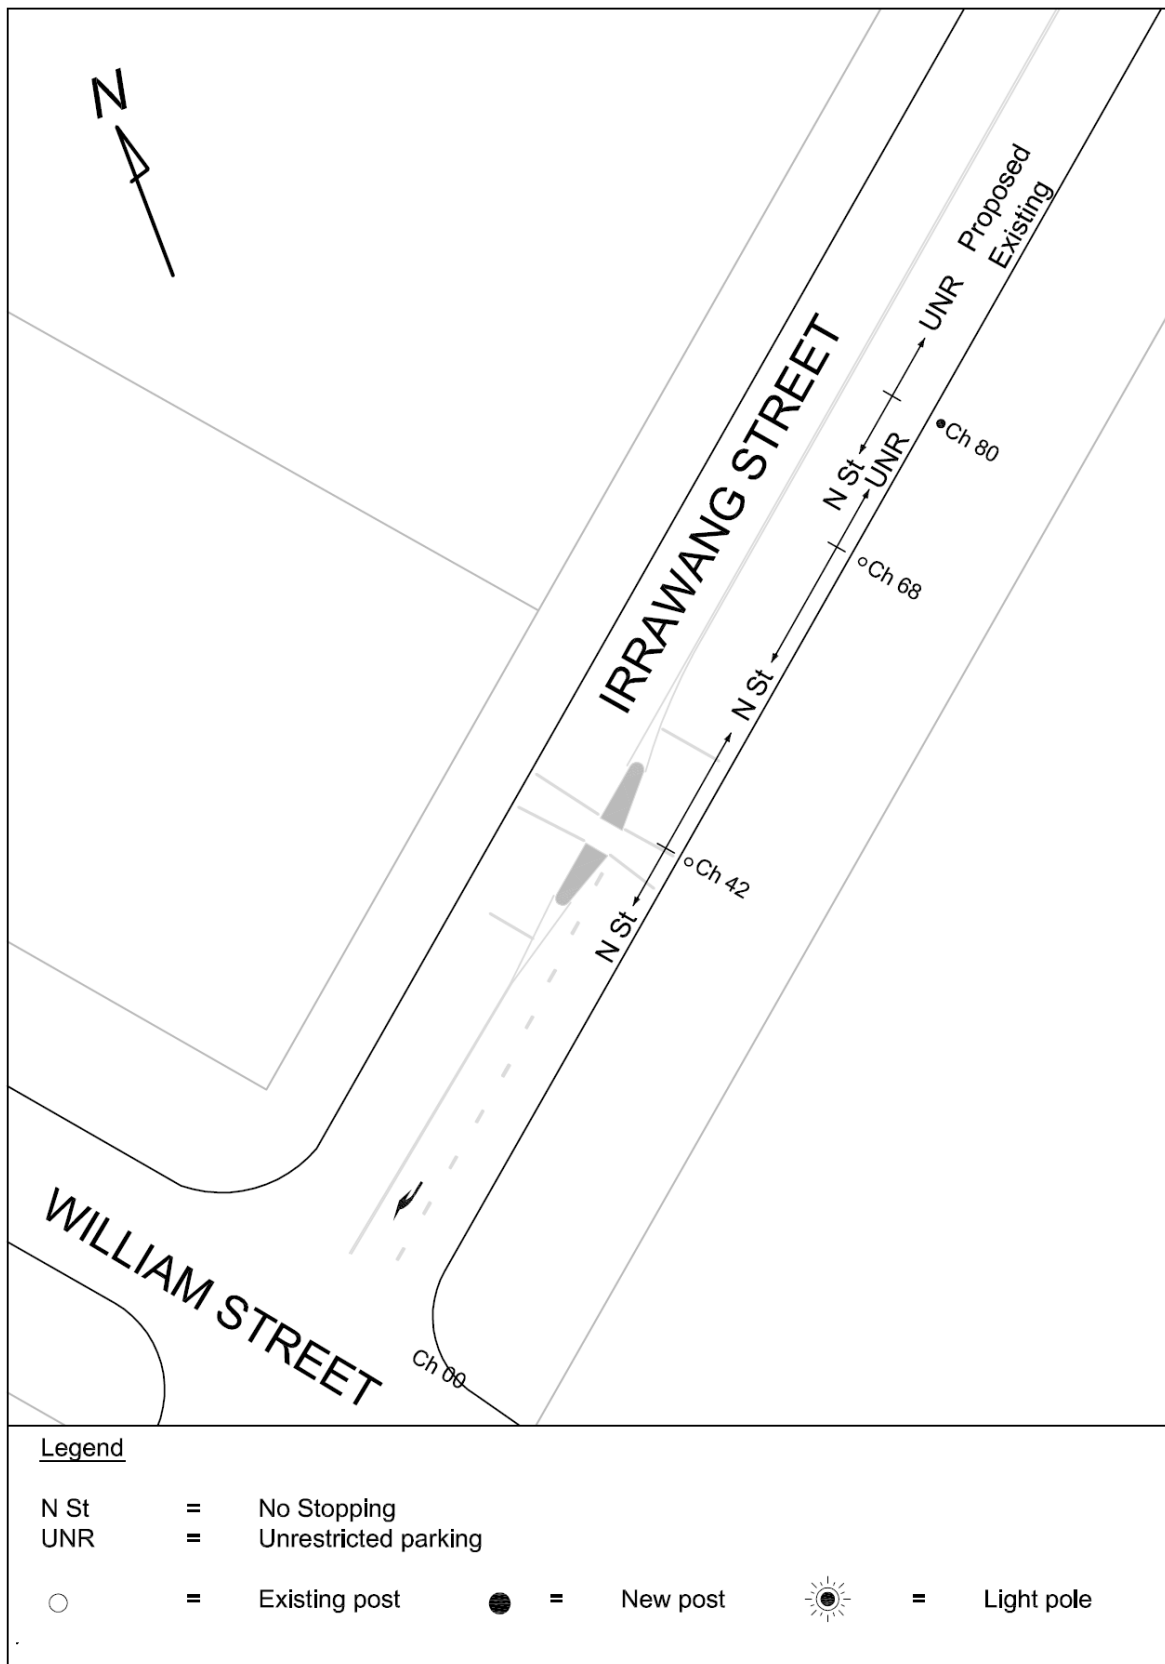 N
Proposed
Existing
UNR
IRRAWANG STREET
Ch 80
N St
UNR
Ch 68
N St
Ch 42
N St
WILLIAM STREET
Ch 00
Legend
N St = No Stopping
UNR = Unrestricted parking
= Existing post = New post = Light pole